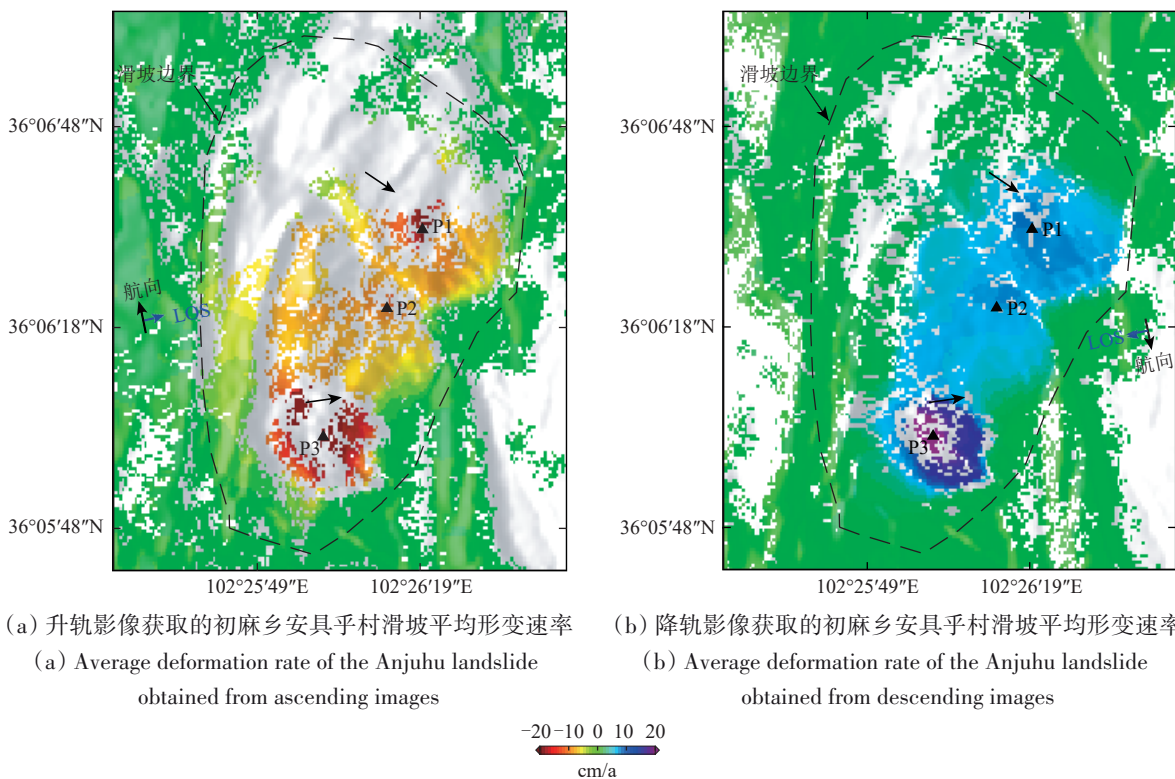 滑坡边界
36°06′48″N
P1
航向
LOS
P2
36°06′18″N
P3
36°05′48″N
102°25′49″E 102°26′19″E
滑坡边界
36°06′48″N
P1
P2
36°06′18″N
LOS
航向
P3
36°05′48″N
102°25′49″E 102°26′19″E
(a) 升轨影像获取的初麻乡安具乎村滑坡平均形变速率
(a) Average deformation rate of the Anjuhu landslide
obtained from ascending images
(b) 降轨影像获取的初麻乡安具乎村滑坡平均形变速率
(b) Average deformation rate of the Anjuhu landslide
obtained from descending images
−20 −10 0 10 20
cm/a